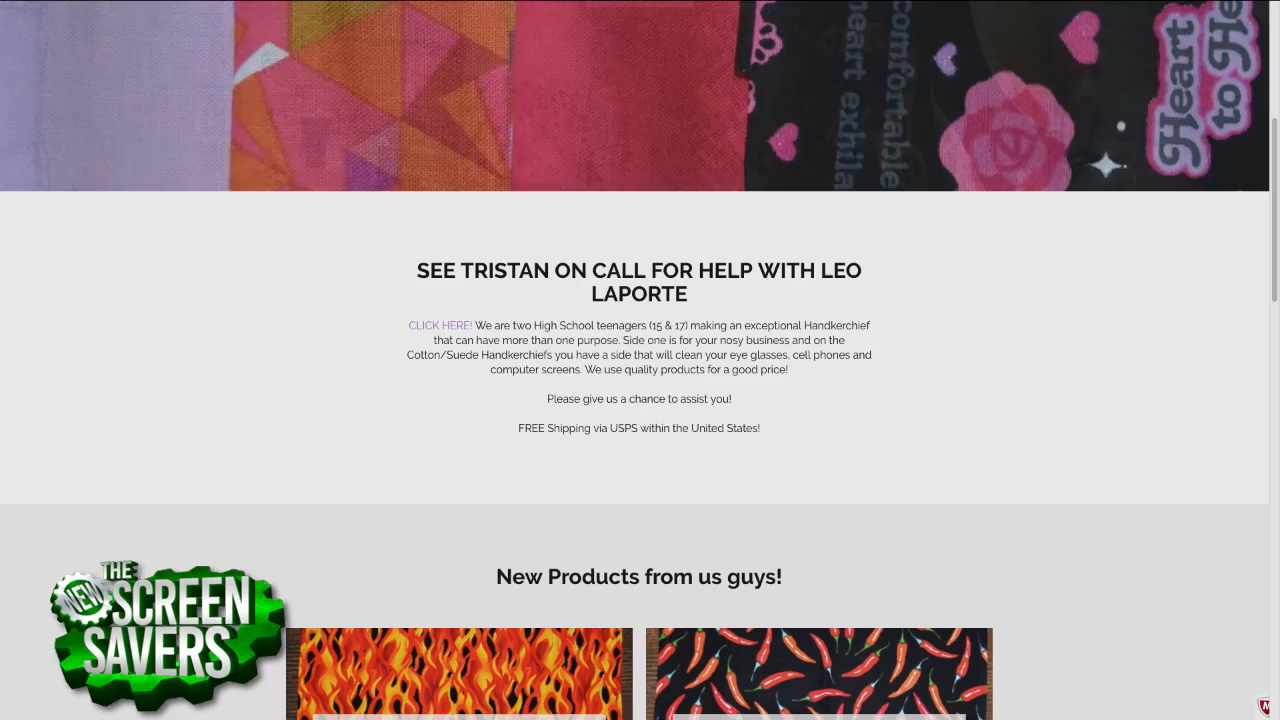 comfortable
heart exhila
Heart
to He
SEE TRISTAN ON CALL FOR HELP WITH LEO
LAPORTE
CLICK HERE! We are two High School teenagers (15 & 17) making an exceptional Handkerchief
that can have more than one purpose. Side one is for your nosy business and on the
Cotton/Suede Handkerchiefs you have a side that will clean your eye glasses, cell phones and
computer screens. We use quality products for a good price!
Please give us a chance to assist you!
FREE Shipping via USPS within the United States!
New Products from us guys!
THE
NEW SCREEN
SAVERS